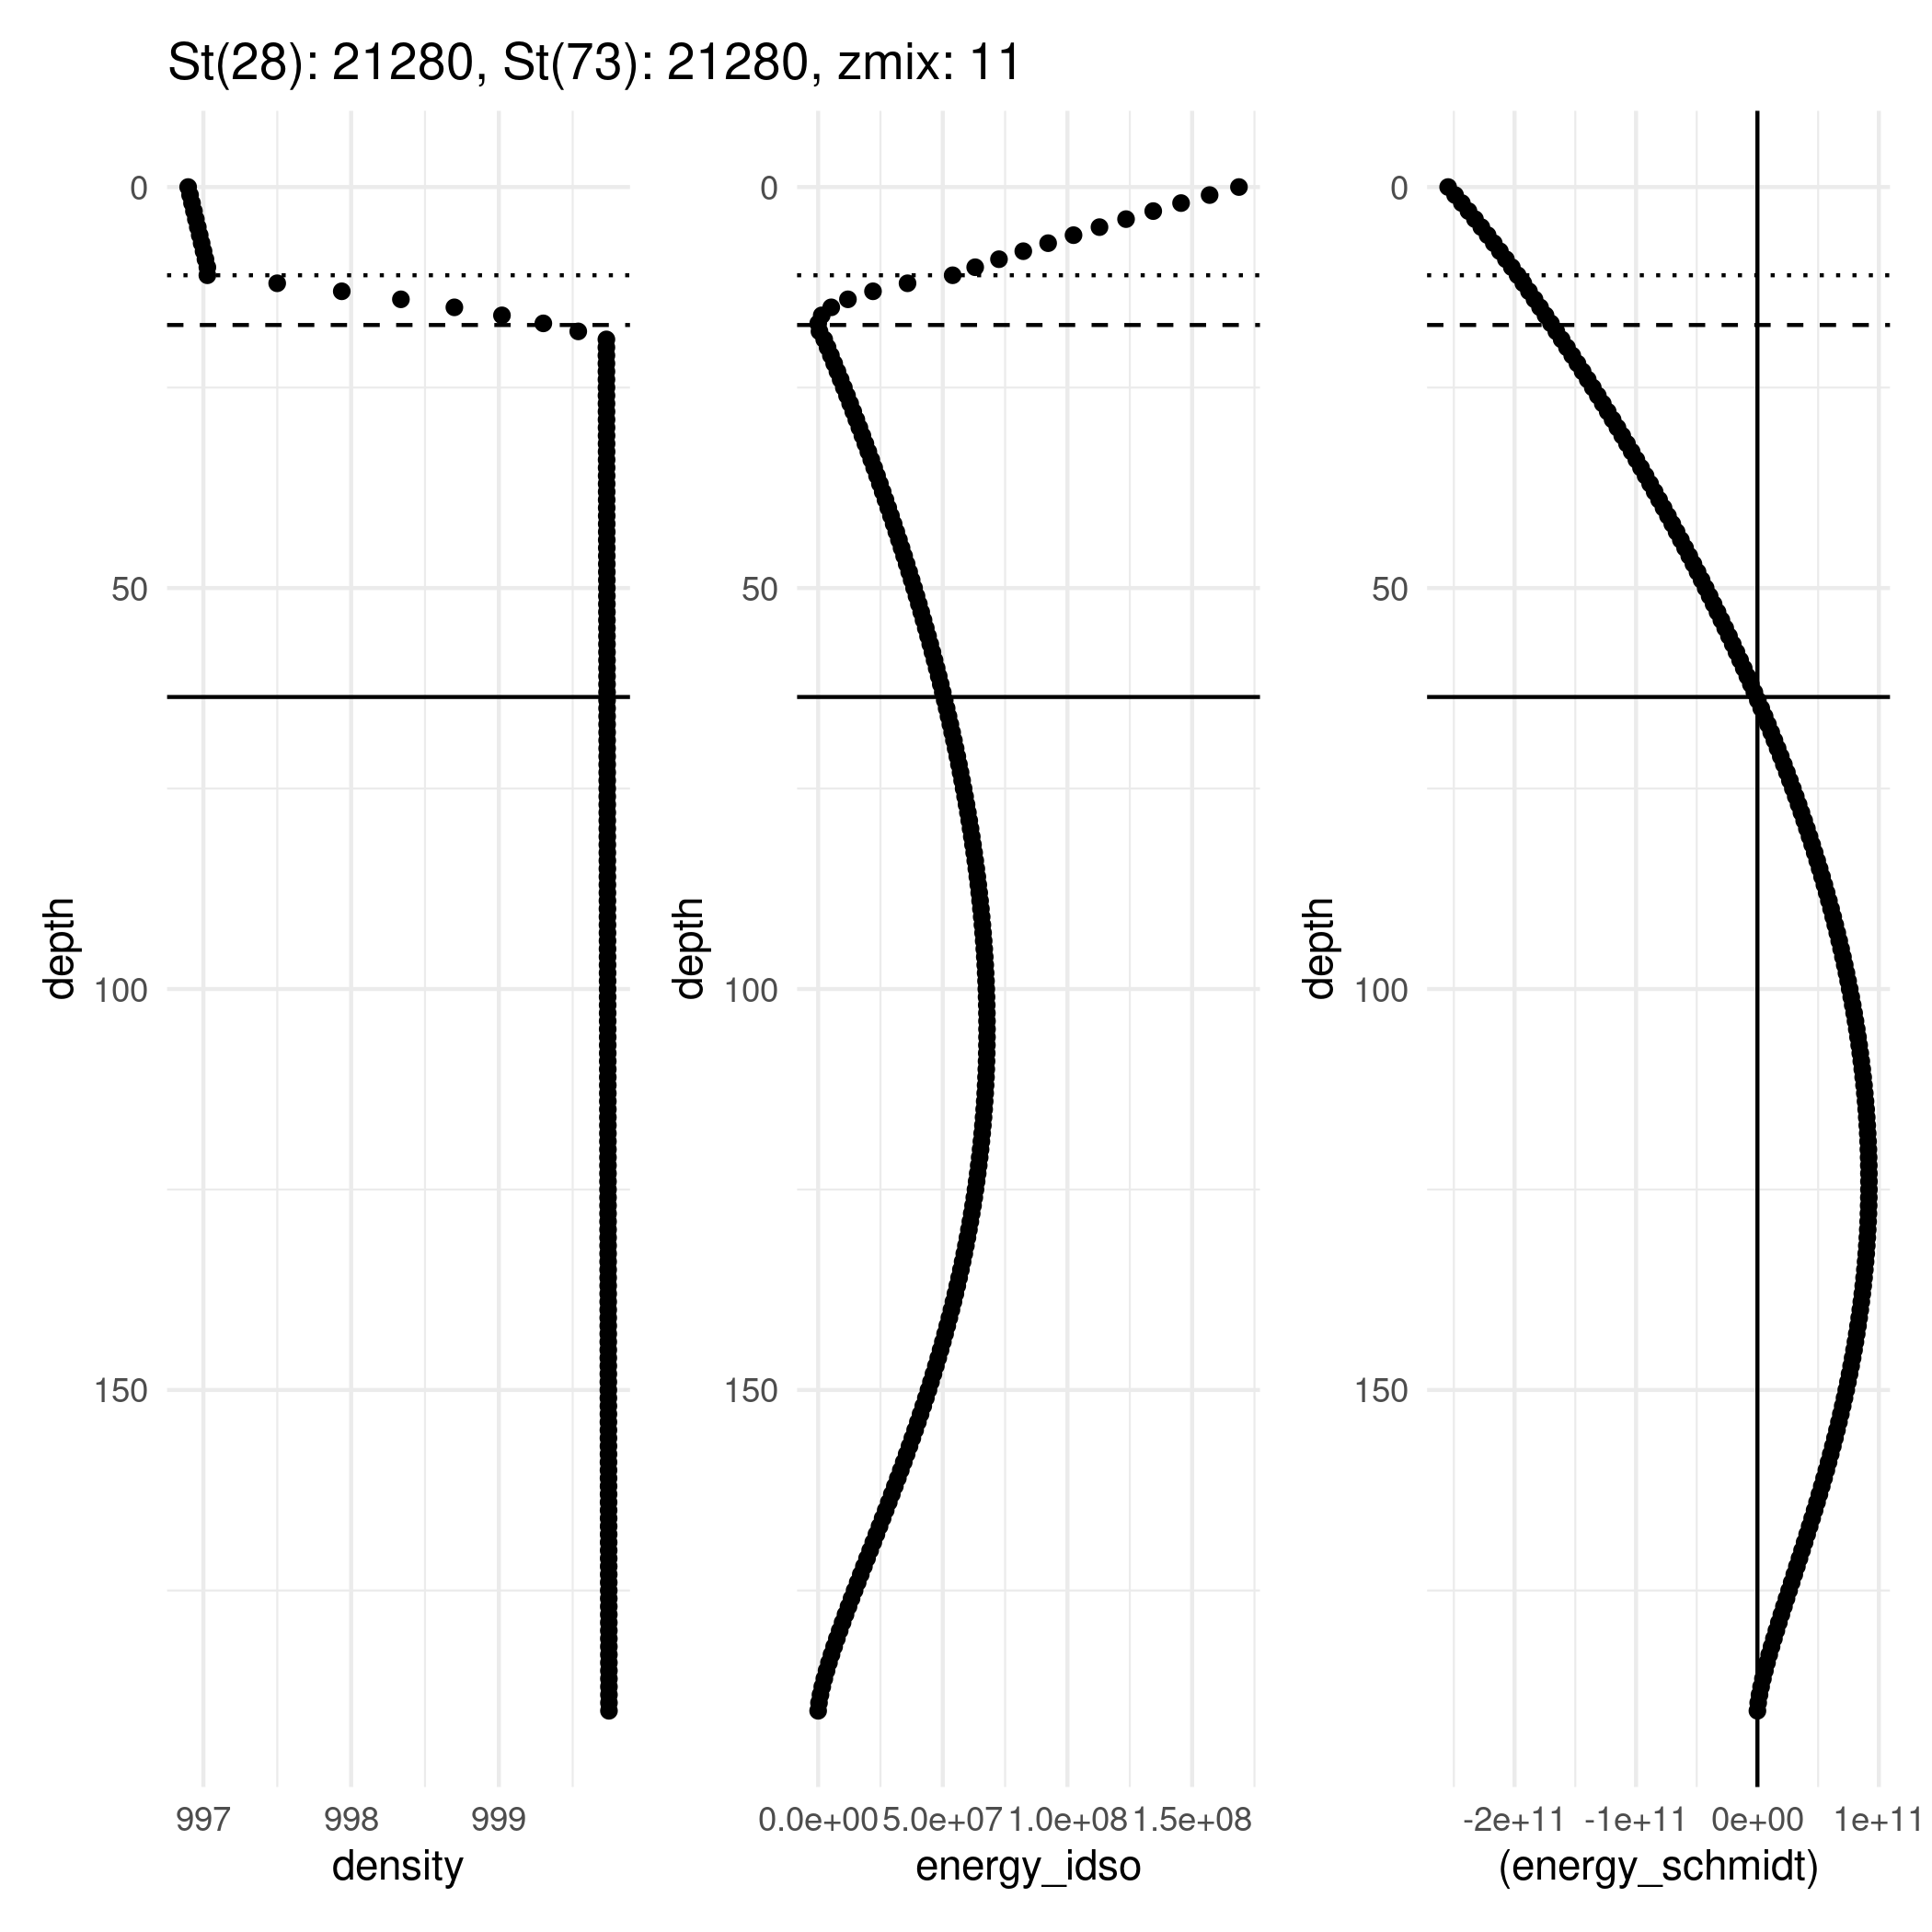 St(28): 21280, St(73): 21280, zmix: 11
0
50
100
150
depth
997
998
999
density
0
50
100
150
depth
0.0e+00
5.0e+07
1.0e+08
1.5e+08
energy_idso
0
50
100
150
depth
-2e+11
-1e+11
0e+00
1e+11
(energy_schmidt)